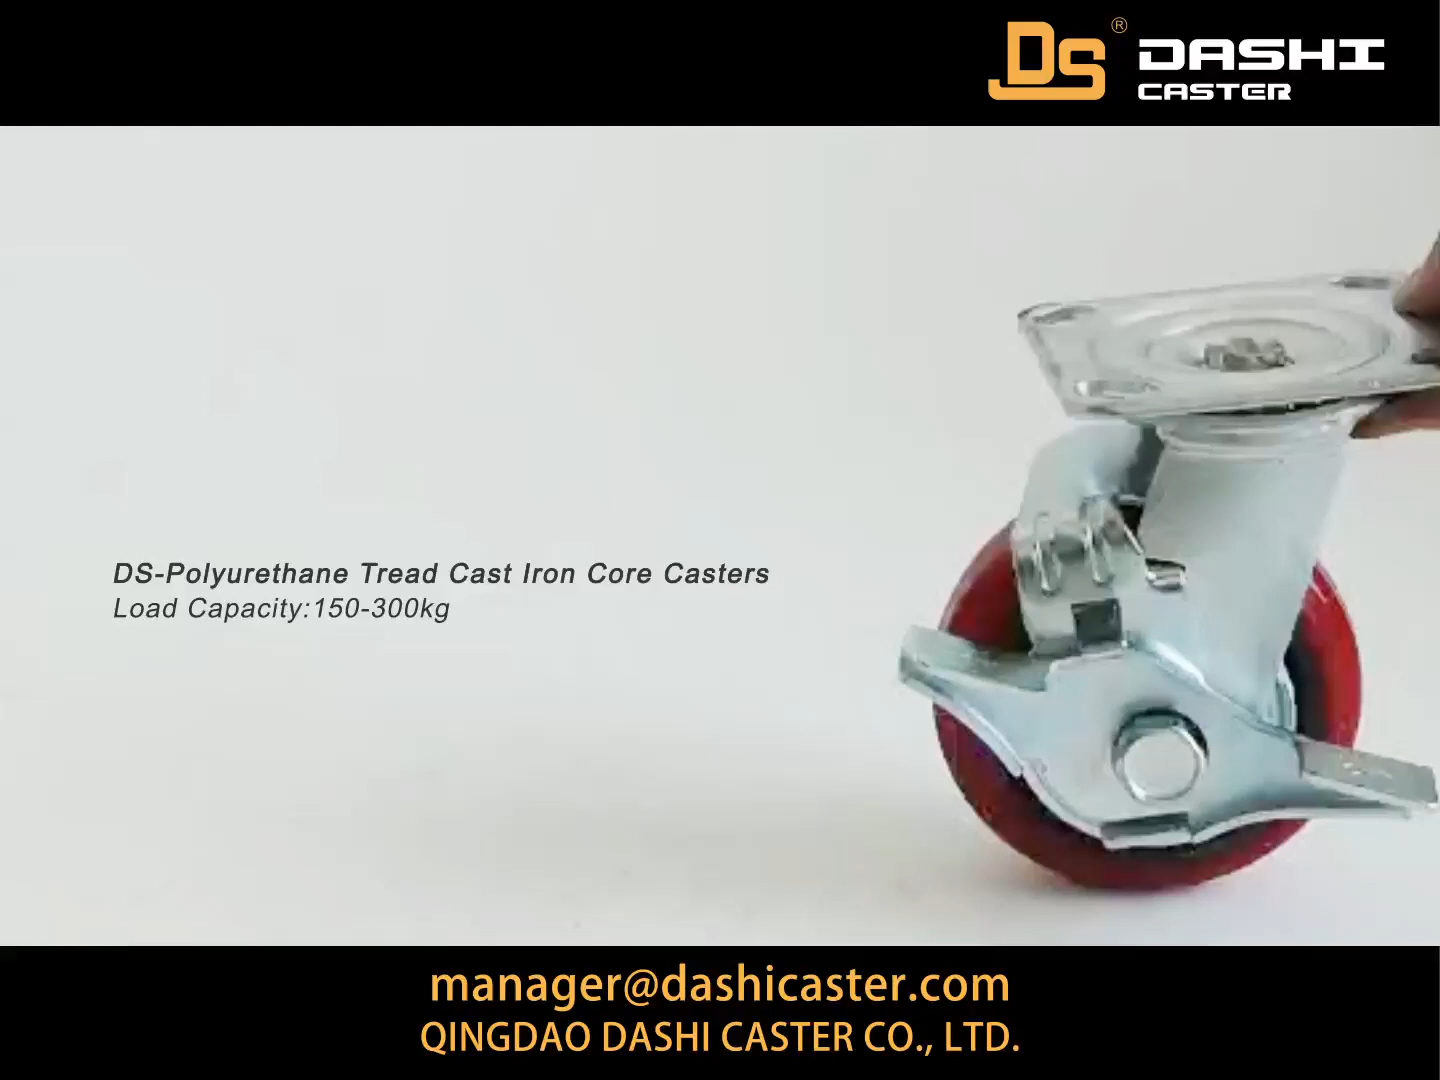 DS ®
DASHI
CASTER
DS-Polyurethane Tread Cast Iron Core Casters
Load Capacity:150-300kg
manager@dashicaster.com
QINGDAO DASHI CASTER CO., LTD.